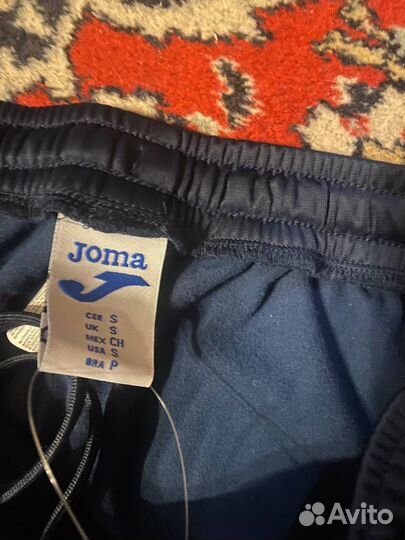 Joma
CEE S
UK S
MEX CH
USA S
BRA P
Avito